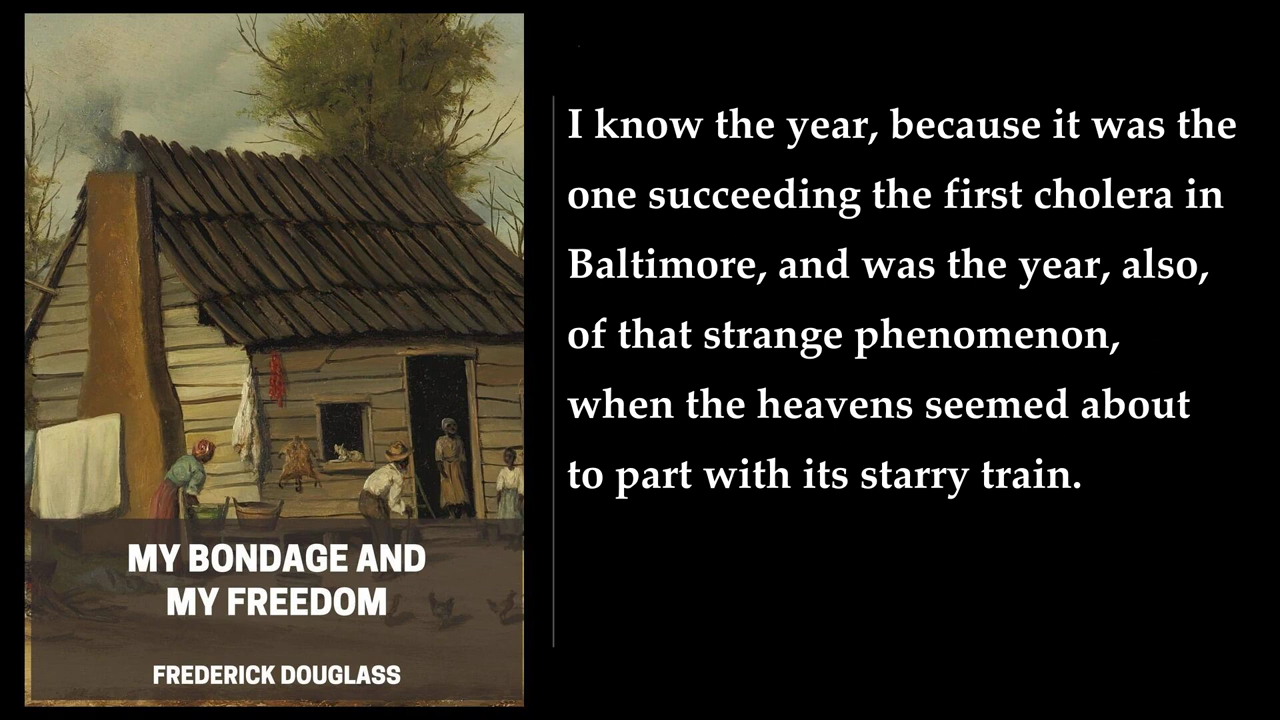 MY BONDAGE AND
MY FREEDOM
FREDERICK DOUGLASS
I know the year, because it was the
one succeeding the first cholera in
Baltimore, and was the year, also,
of that strange phenomenon,
when the heavens seemed about
to part with its starry train.